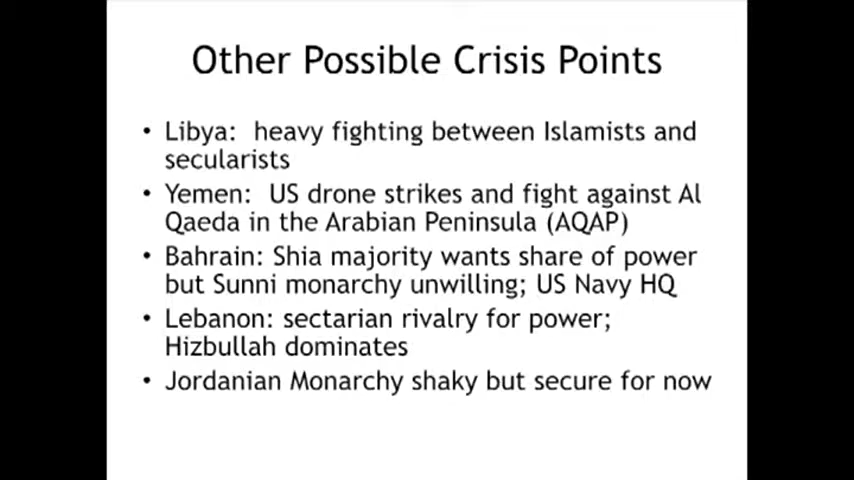 Other Possible Crisis Points
• Libya:  heavy fighting between Islamists and
secularists
• Yemen:  US drone strikes and fight against Al
Qaeda in the Arabian Peninsula (AQAP)
• Bahrain: Shia majority wants share of power
but Sunni monarchy unwilling; US Navy HQ
• Lebanon: sectarian rivalry for power;
Hizbullah dominates
• Jordanian Monarchy shaky but secure for now